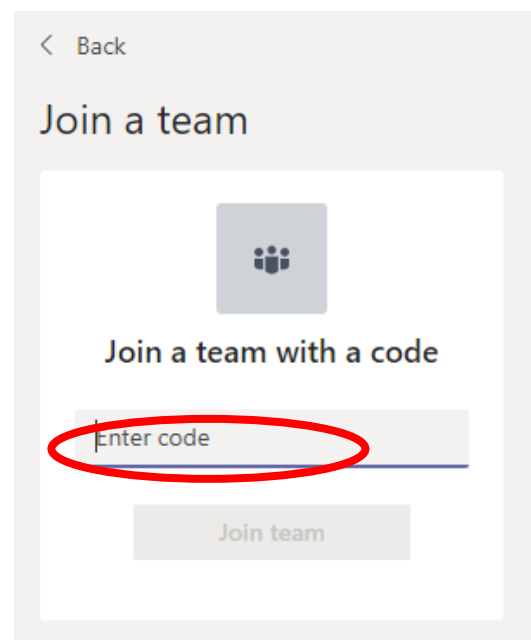 Back
Join a team
Join a team with a code
Enter code
Join team